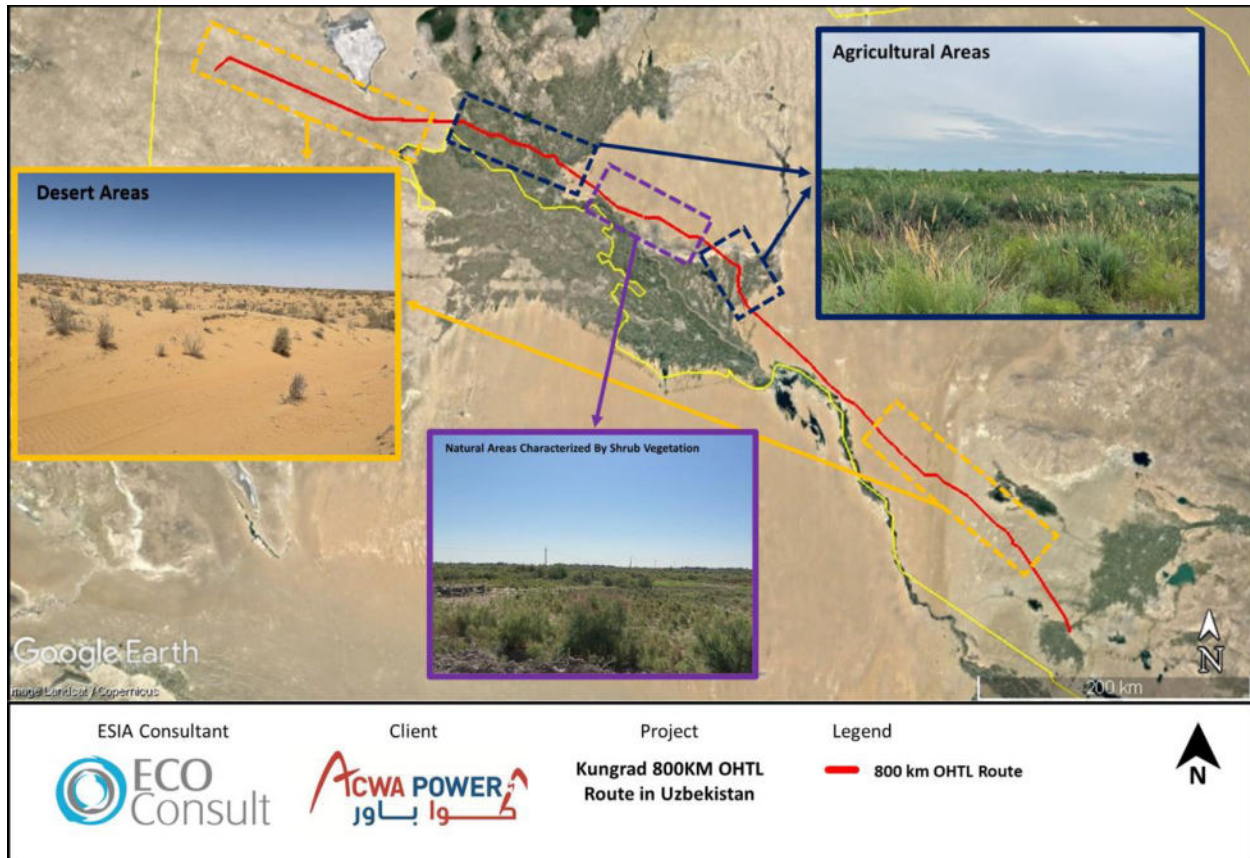 Agricultural Areas
Desert Areas
Natural Areas Characterized By Shrub Vegetation
Google Earth
Image Landsat / Copernicus
N
200 km
ESIA Consultant
ECO
Consult
Client
ACWA POWER
أكوا باور
Project
Kungrad 800KM OHTL
Route in Uzbekistan
Legend
800 km OHTL Route
N